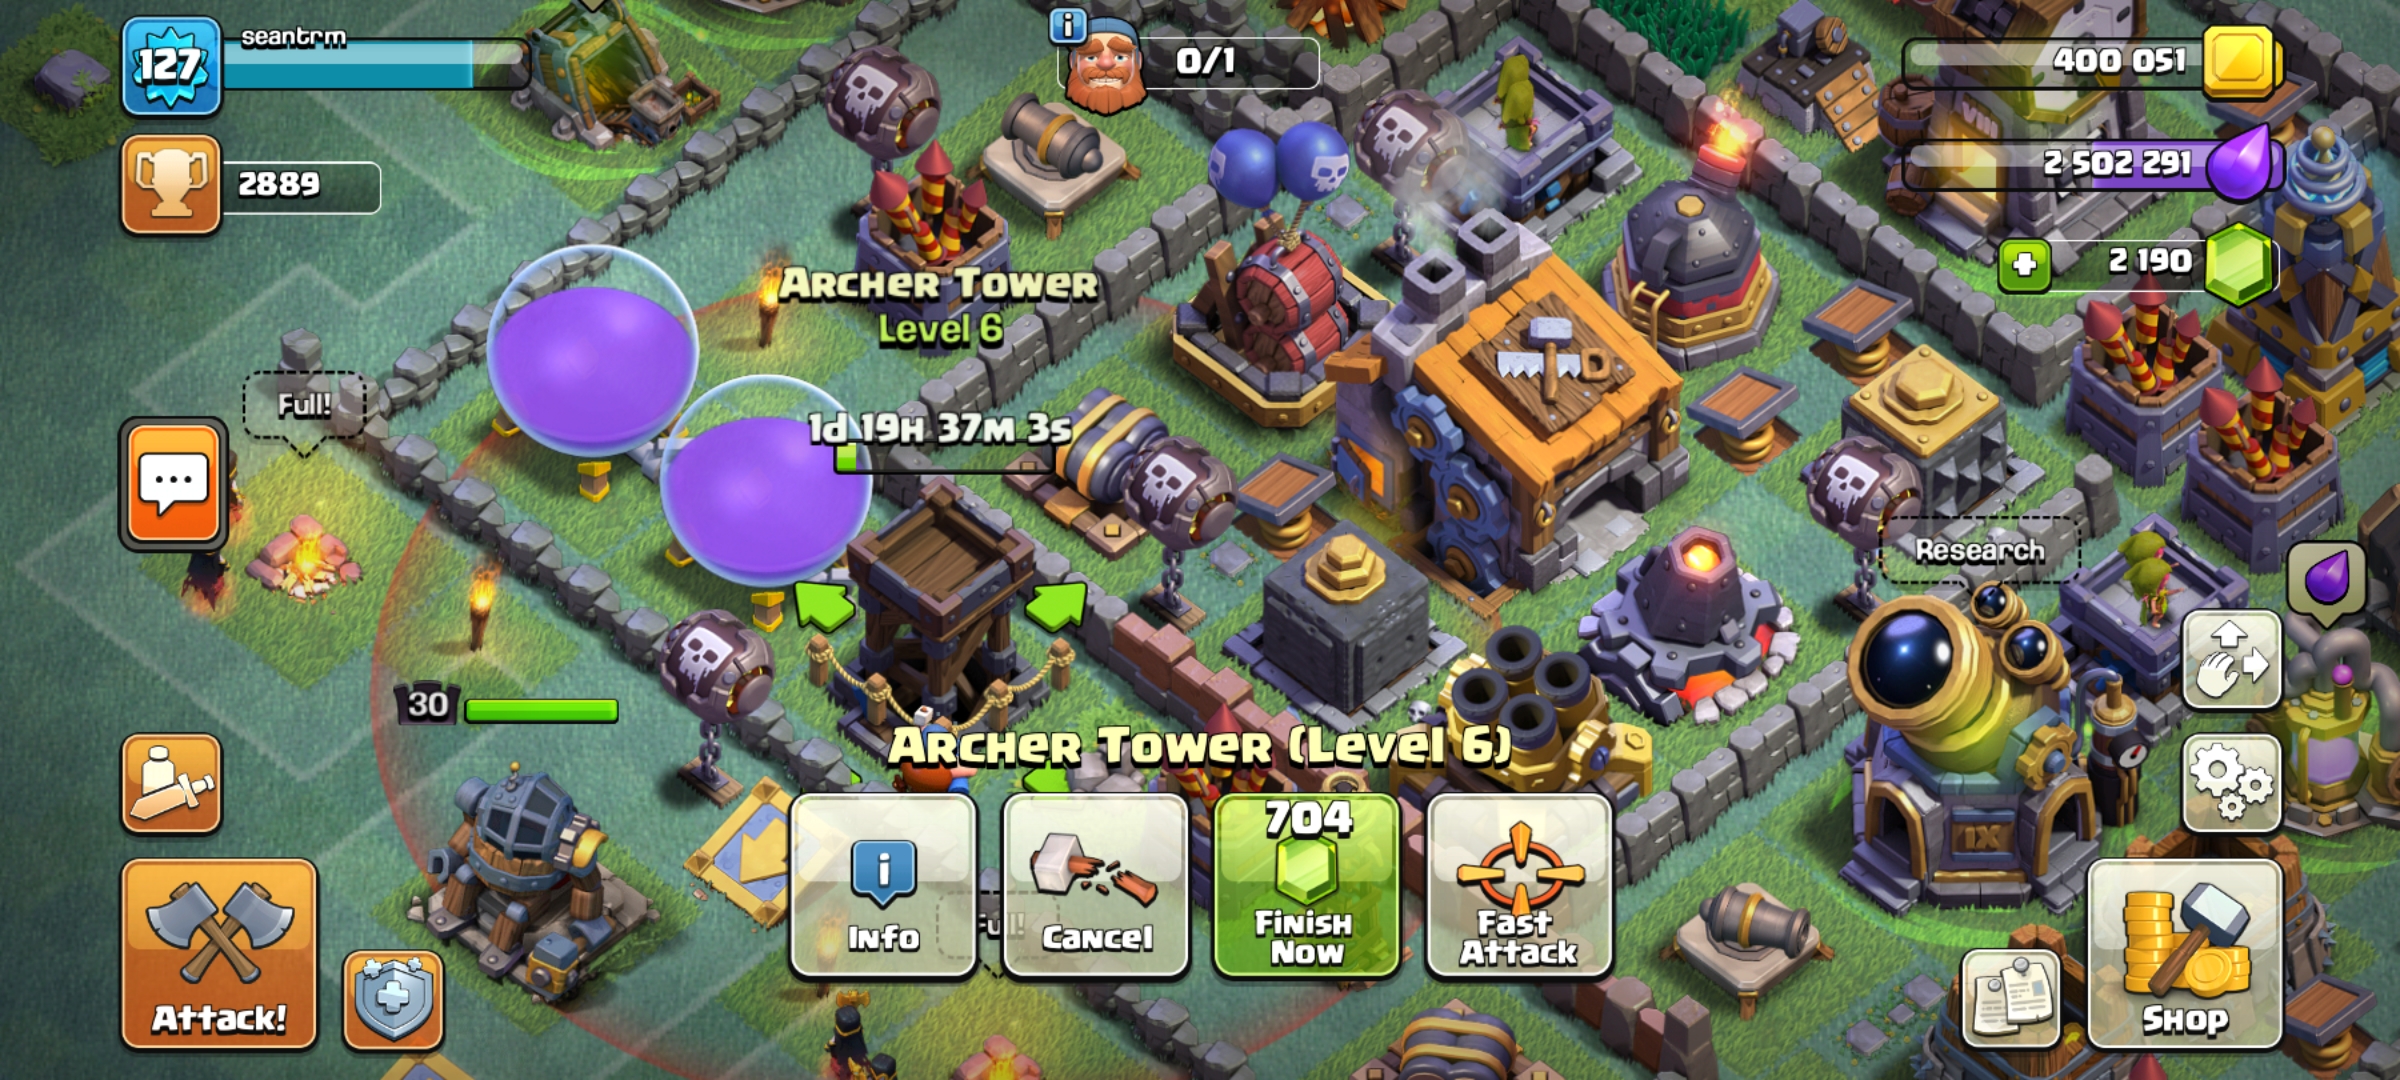 127
seantrm
0/1
400 051
2889
2 502 291
2 190
Archer Tower
Level 6
Full!
1d 19H 37M 3s
Research
30
Archer Tower (Level 6)
704
Info
Cancel
Finish
Now
Fast
Attack
IX
Full!
Attack!
Shop